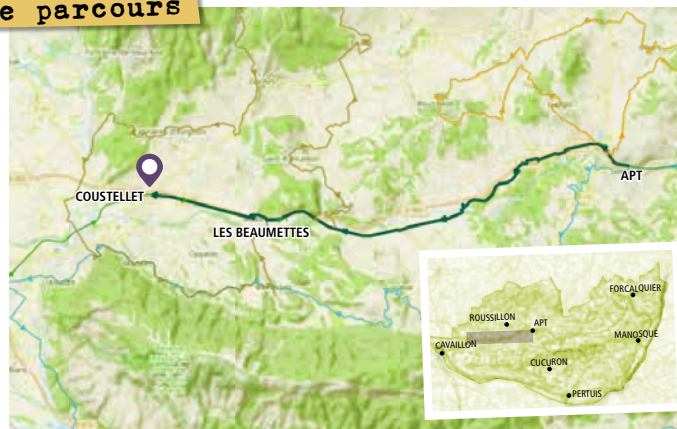 e parcours
COUSTELLET
LES BEAUMETTES
APT
FORCALQUIER
ROUSSILLON
APT
MANOSQUE
CAVAILLON
CUCURON
PERTUIS